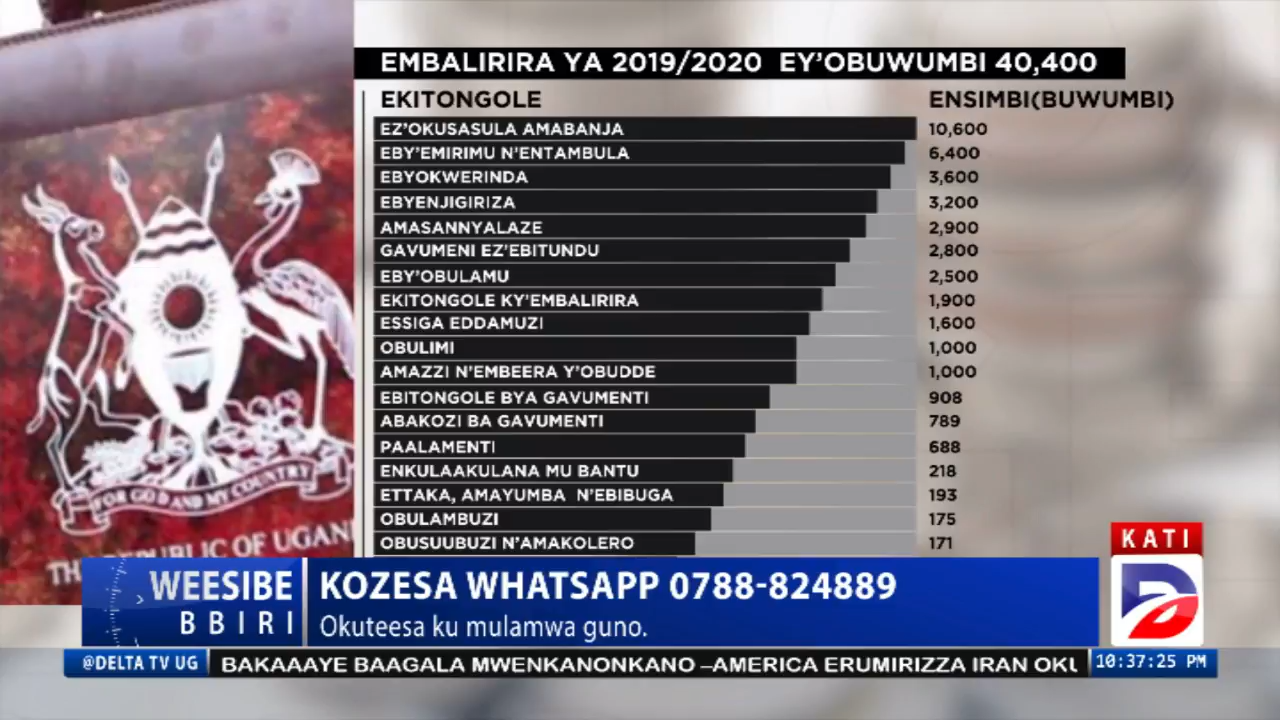 EMBALIRIRA YA 2019/2020 EY'OBUWUMBI 40,400
EKITONGOLE ENSIMBI(BUWUMBI)
EZ'OKUSASULA AMABANJA 10,600
EBY'EMIRIMU N'ENTAMBULA 6,400
EBYOKWERINDA 3,600
EBYENJIGIRIZA 3,200
AMASANNYALAZE 2,900
GAVUMENI EZ'EBITUNDU 2,800
EBY'OBULAMU 2,500
EKITONGOLE KY'EMBALIRIRA 1,900
ESSIGA EDDAMUZI 1,600
OBULIMI 1,000
AMAZZI N'EMBEERA Y'OBUDDE 1,000
EBITONGOLE BYA GAVUMENTI 908
ABAKOZI BA GAVUMENTI 789
PAALAMENTI 688
ENKULAAKULANA MU BANTU 218
ETTAKA, AMAYUMBA N'EBIBUGA 193
OBULAMBUZI 175
OBUSUUBUZI N'AMAKOLERO 171
FOR GOD AND MY COUNTRY
THE REPUBLIC OF UGAN
KATI
WEESIBE
BBIRI
KOZESA WHATSAPP 0788-824889
Okuteesa ku mulamwa guno.
@DELTA TV UG
BAKAAAYE BAAGALA MWENKANONKANO –AMERICA ERUMIRIZZA IRAN OKU
10:37:25 PM